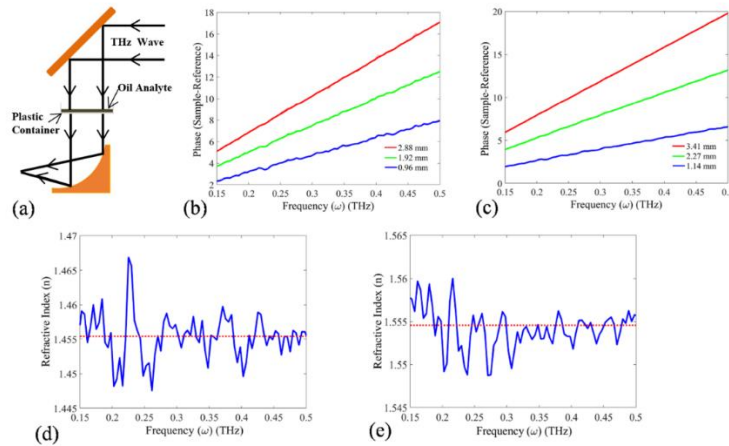 THz Wave
Oil Analyte
Plastic
Container
(a)
18
16
14
12
10
8
6
4
2
Phase (Sample-Reference)
2.88 mm
1.92 mm
0.96 mm
0.15 0.2 0.25 0.3 0.35 0.4 0.45 0.5
Frequency (ω) (THz)
(b)
20
15
10
5
0
Phase (Sample-Reference)
3.41 mm
2.27 mm
1.14 mm
0.15 0.2 0.25 0.3 0.35 0.4 0.45 0.5
Frequency (ω) (THz)
(c)
1.47
1.465
1.46
1.455
1.45
1.445
Refractive Index (n)
0.15 0.2 0.25 0.3 0.35 0.4 0.45 0.5
Frequency (ω) (THz)
(d)
1.565
1.56
1.555
1.55
1.545
Refractive Index (n)
0.15 0.2 0.25 0.3 0.35 0.4 0.45 0.5
Frequency (ω) (THz)
(e)